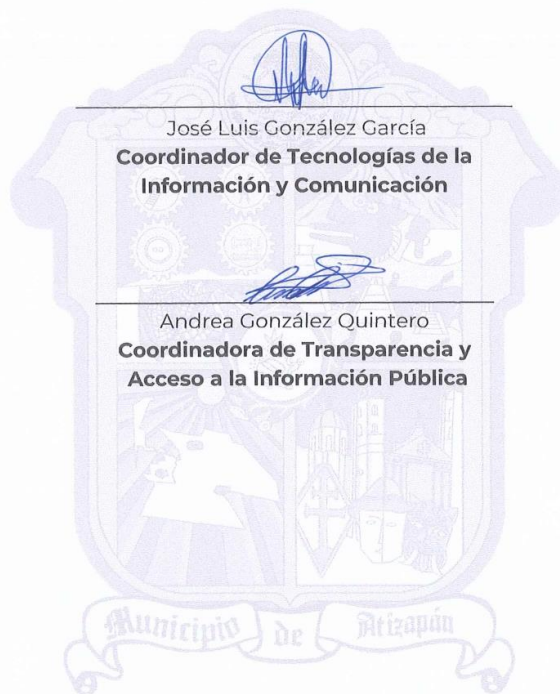 José Luis González García
Coordinador de Tecnologías de la
Información y Comunicación
Andrea González Quintero
Coordinadora de Transparencia y
Acceso a la Información Pública
Municipio de Atizapán